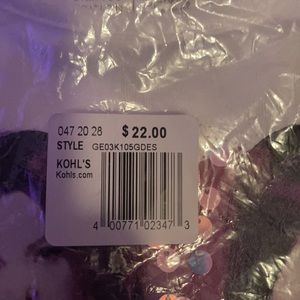 047 20 28 $ 22.00
STYLE GE03K105GDES
KOHL'S
Kohls.com
4 00771 02347 3